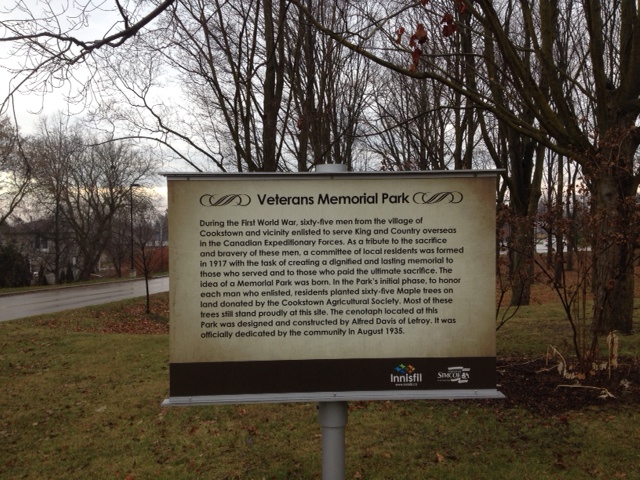 Veterans Memorial Park
During the First World War, sixty-five men from the village of
Cookstown and vicinity enlisted to serve King and Country overseas
in the Canadian Expeditionary Forces. As a tribute to the sacrifice
and bravery of these men, a committee of local residents was formed
in 1917 with the task of creating a dignified and lasting memorial to
those who served and to those who paid the ultimate sacrifice. The
idea of a Memorial Park was born. In the Park's initial phase, to honor
each man who enlisted, residents planted sixty-five Maple trees on
land donated by the Cookstown Agricultural Society. Most of these
trees still stand proudly at this site. The cenotaph located at this
Park was designed and constructed by Alfred Davis of Lefroy. It was
officially dedicated by the community in August 1935.
Innisfil
SIMCOE